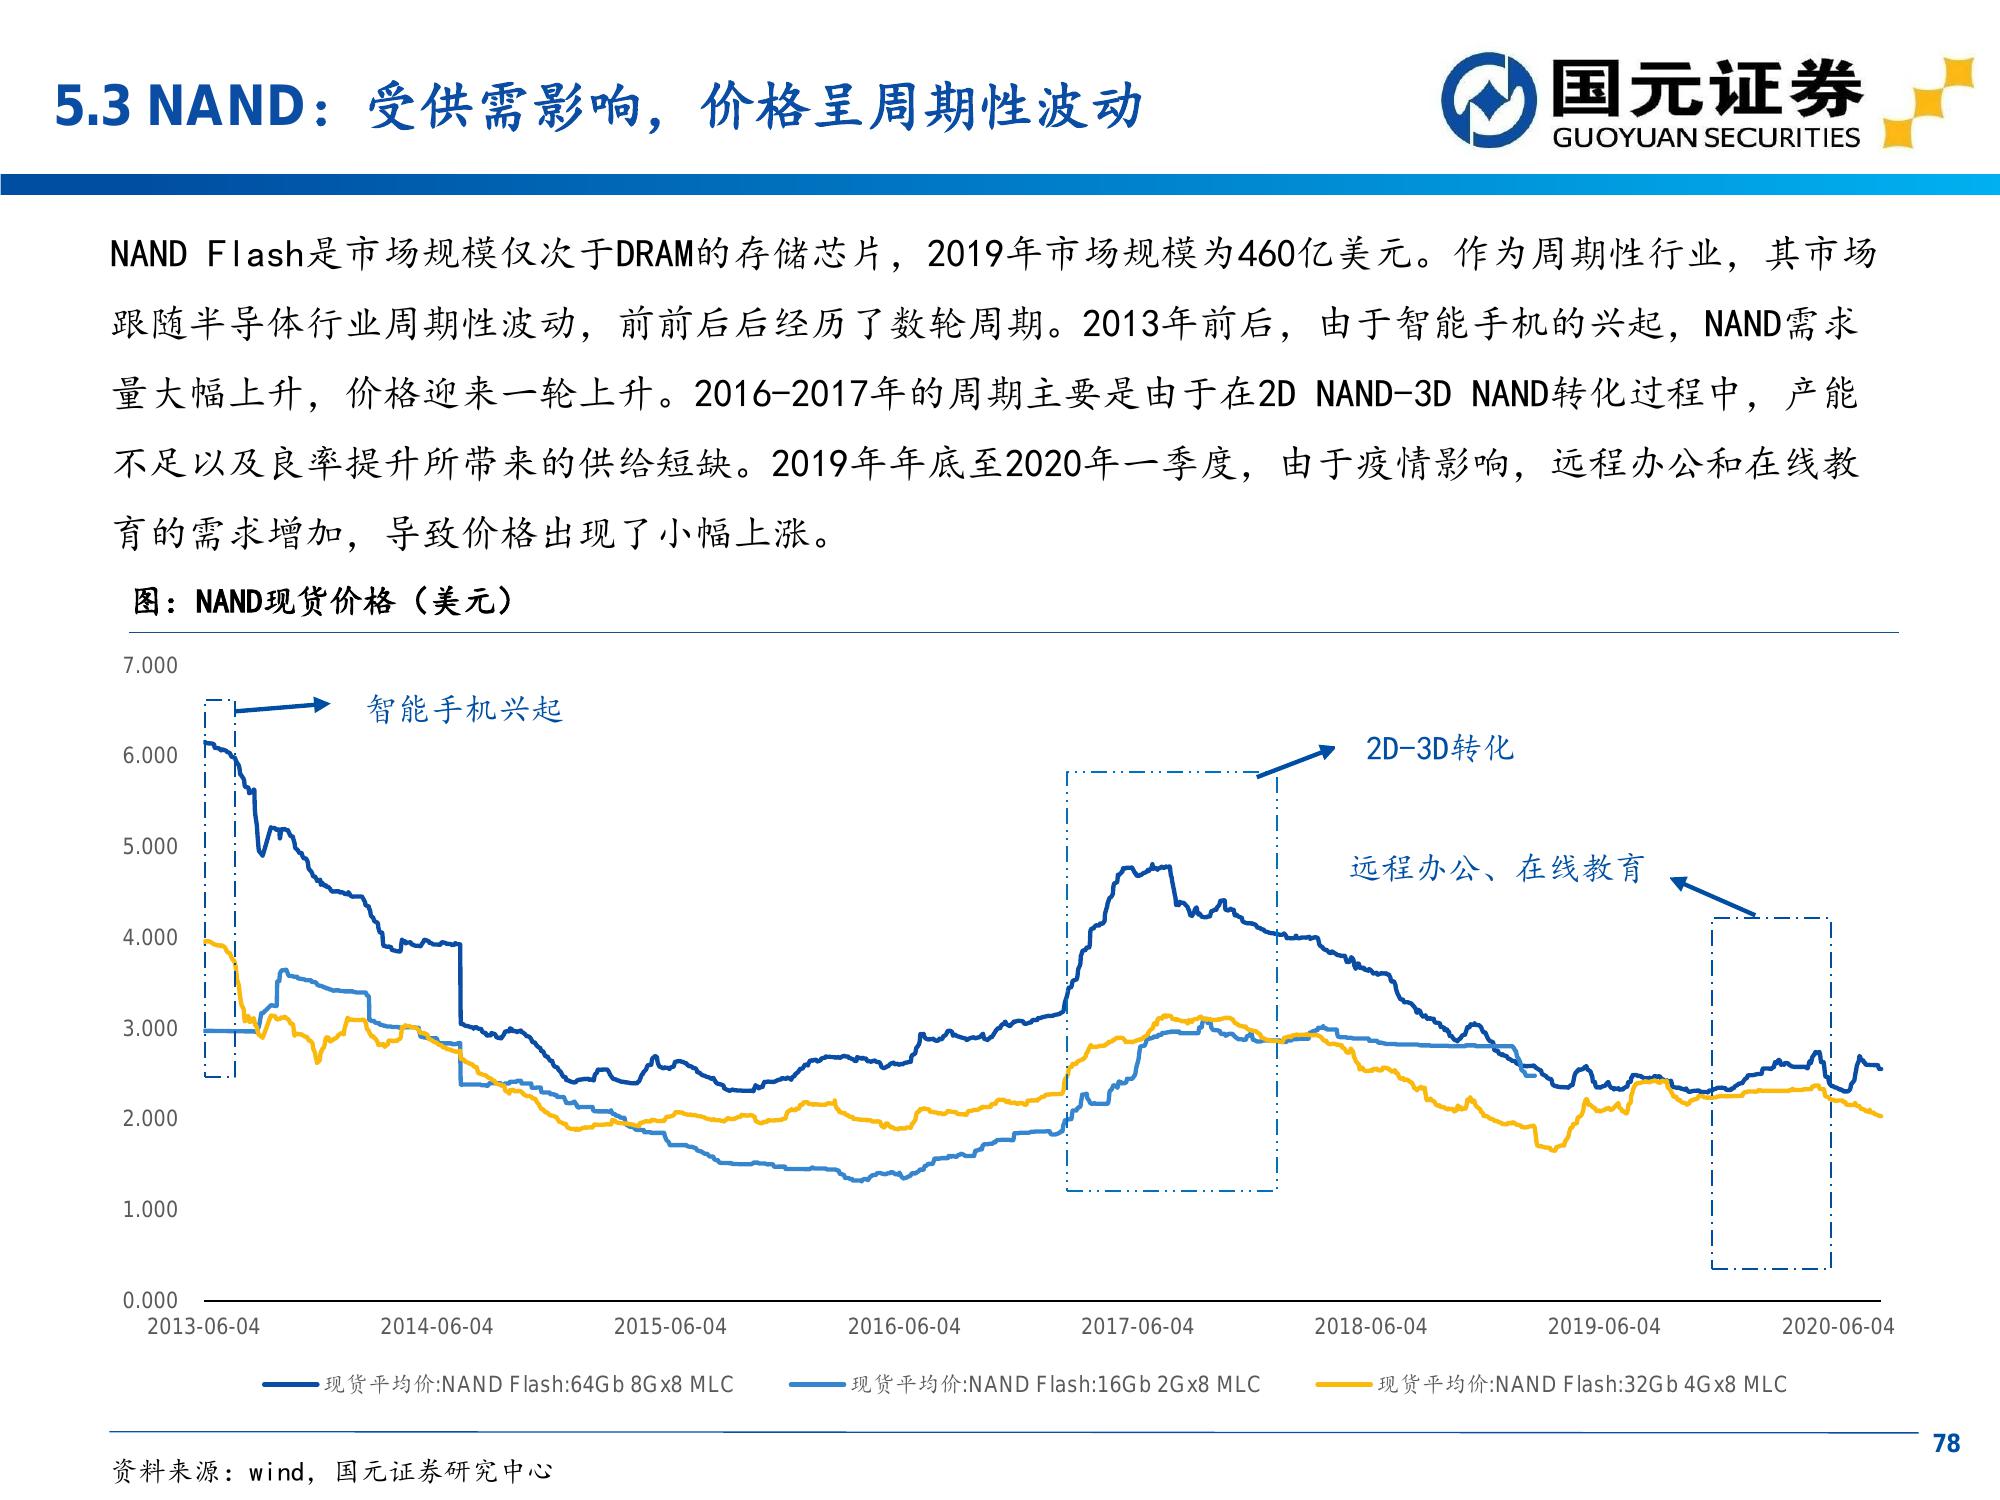 5.3 NAND：受供需影响，价格呈周期性波动
国元证券
GUOYUAN SECURITIES
NAND Flash是市场规模仅次于DRAM的存储芯片，2019年市场规模为460亿美元。作为周期性行业，其市场
跟随半导体行业周期性波动，前前后后经历了数轮周期。2013年前后，由于智能手机的兴起，NAND需求
量大幅上升，价格迎来一轮上升。2016-2017年的周期主要是由于在2D NAND-3D NAND转化过程中，产能
不足以及良率提升所带来的供给短缺。2019年年底至2020年一季度，由于疫情影响，远程办公和在线教
育的需求增加，导致价格出现了小幅上涨。
图：NAND现货价格（美元）
7.000
智能手机兴起
2D-3D转化
6.000
远程办公、在线教育
5.000
4.000
3.000
2.000
1.000
0.000
2013-06-04 2014-06-04 2015-06-04 2016-06-04 2017-06-04 2018-06-04 2019-06-04 2020-06-04
现货平均价:NAND Flash:64Gb 8Gx8 MLC 现货平均价:NAND Flash:16Gb 2Gx8 MLC 现货平均价:NAND Flash:32Gb 4Gx8 MLC
78
资料来源：wind，国元证券研究中心